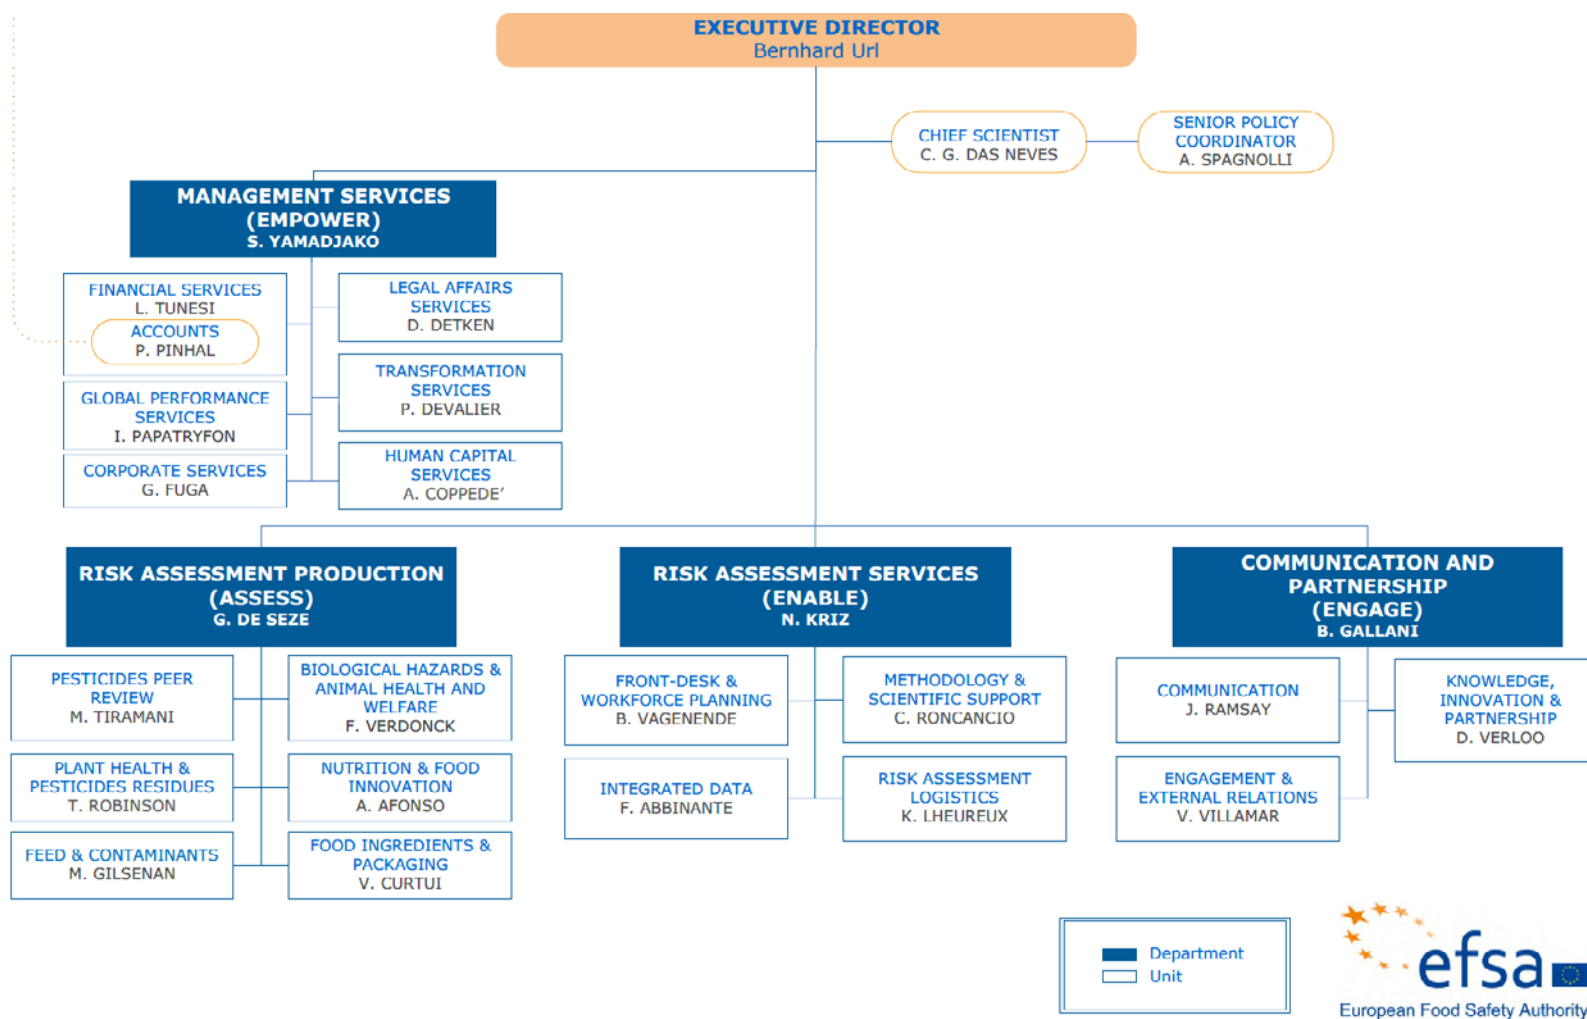 EXECUTIVE DIRECTOR
Bernhard Url
CHIEF SCIENTIST
C. G. DAS NEVES
SENIOR POLICY
COORDINATOR
A. SPAGNOLLI
MANAGEMENT SERVICES
(EMPOWER)
S. YAMADJAKO
FINANCIAL SERVICES
L. TUNESI
ACCOUNTS
P. PINHAL
LEGAL AFFAIRS
SERVICES
D. DETKEN
GLOBAL PERFORMANCE
SERVICES
I. PAPATRYFON
TRANSFORMATION
SERVICES
P. DEVALIER
CORPORATE SERVICES
G. FUGA
HUMAN CAPITAL
SERVICES
A. COPPEDE’
RISK ASSESSMENT PRODUCTION
(ASSESS)
G. DE SEZE
PESTICIDES PEER
REVIEW
M. TIRAMANI
BIOLOGICAL HAZARDS &
ANIMAL HEALTH AND
WELFARE
F. VERDONCK
PLANT HEALTH &
PESTICIDES RESIDUES
T. ROBINSON
NUTRITION & FOOD
INNOVATION
A. AFONSO
FEED & CONTAMINANTS
M. GILSENAN
FOOD INGREDIENTS &
PACKAGING
V. CURTUI
RISK ASSESSMENT SERVICES
(ENABLE)
N. KRIZ
FRONT-DESK &
WORKFORCE PLANNING
B. VAGENENDE
METHODOLOGY &
SCIENTIFIC SUPPORT
C. RONCANCIO
INTEGRATED DATA
F. ABBINANTE
RISK ASSESSMENT
LOGISTICS
K. LHEUREUX
COMMUNICATION AND
PARTNERSHIP
(ENGAGE)
B. GALLANI
COMMUNICATION
J. RAMSAY
KNOWLEDGE,
INNOVATION &
PARTNERSHIP
D. VERLOO
ENGAGEMENT &
EXTERNAL RELATIONS
V. VILLAMAR
Department
Unit
efsa
European Food Safety Authority